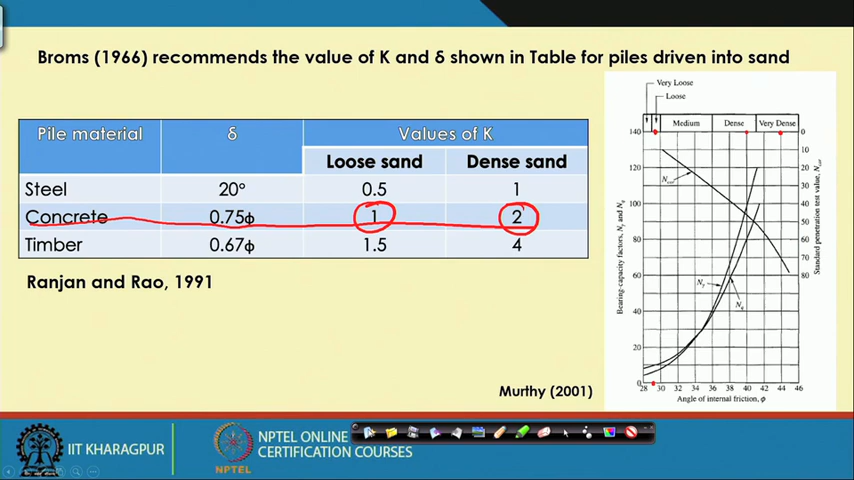 Broms (1966) recommends the value of K and δ shown in Table for piles driven into sand
Pile material δ Values of K
Loose sand Dense sand
Steel 20° 0.5 1
Concrete 0.75ϕ 1 2
Timber 0.67ϕ 1.5 4
Ranjan and Rao, 1991
Murthy (2001)
Very Loose
Loose
Medium Dense Very Dense
140 120 100 80 60 40 20 0
Bearing-capacity factors, Nγ and Nq
0 10 20 30 40 50 60 70 80
Standard penetration test value, Ncor
Ncor
Nγ
Nq
28 30 32 34 36 38 40 42 44 46
Angle of internal friction, ϕ
IIT KHARAGPUR
NPTEL
NPTEL ONLINE
CERTIFICATION COURSES